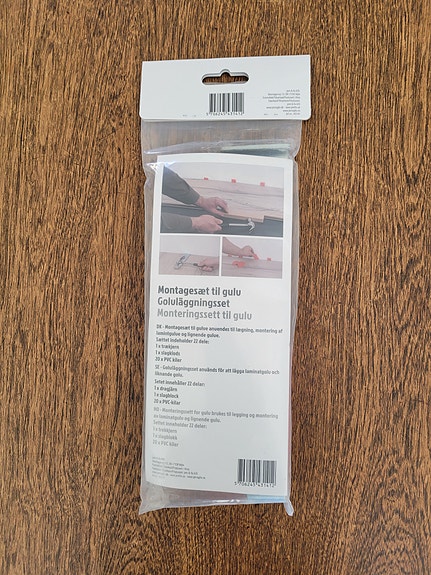 5706245431412
Montagesæt til gulv
Golvläggningsset
Monteringssett til gulv
DK - Montagesæt til gulve anvendes til lægning, montering af
laminatgulve og lignende gulve.
Sættet indeholder 22 dele:
1 x trækjern
1 x slagklods
20 x PVC kiler
SE - Golvläggningsset används för att lägga laminatgolv och
liknande golv.
Setet innehåller 22 delar:
1 x dragjärn
1 x slagblock
20 x PVC-kilar
NO - Monteringssett for gulv brukes til legging og montering
av laminatgulv og lignende gulv.
Settet inneholder 22 deler:
1 x trekkjern
1 x slagblokk
20 x PVC kiler
5706245431412